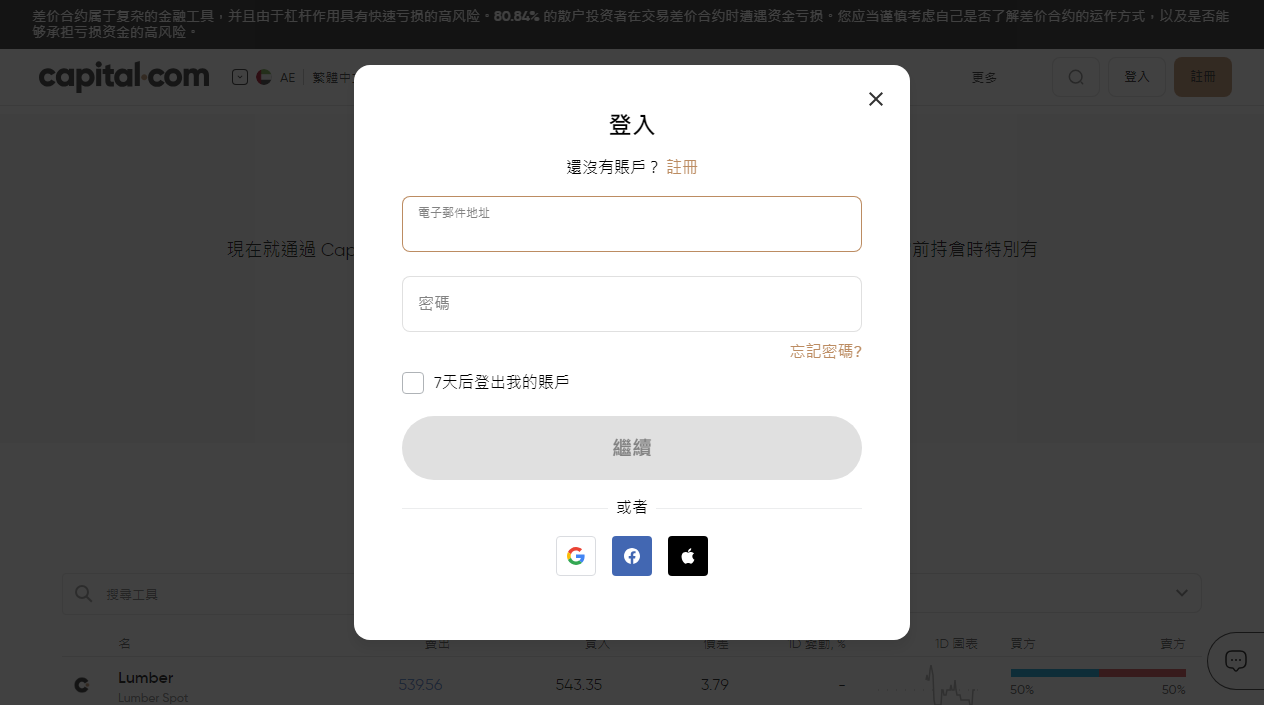 差价合约属于复杂的金融工具，并且由于杠杆作用具有快速亏损的高风险。80.84% 的散户投资者在交易差价合约时遭遇资金亏损。您应当谨慎考虑自己是否了解差价合约的运作方式，以及是否能
够承担亏损资金的高风险。
capital.com
AE
繁體中
更多
登入
註冊
登入
還沒有賬戶？ 註冊
電子郵件地址
現在就通過 Cap
前持倉時特別有
密碼
忘記密碼?
7天后登出我的賬戶
繼續
或者
搜尋工具
名
賣出
買入
價差
1D 變動, %
1D 圖表
買方
賣方
Lumber
539.56
543.35
3.79
-
Lumber Spot
50%
50%